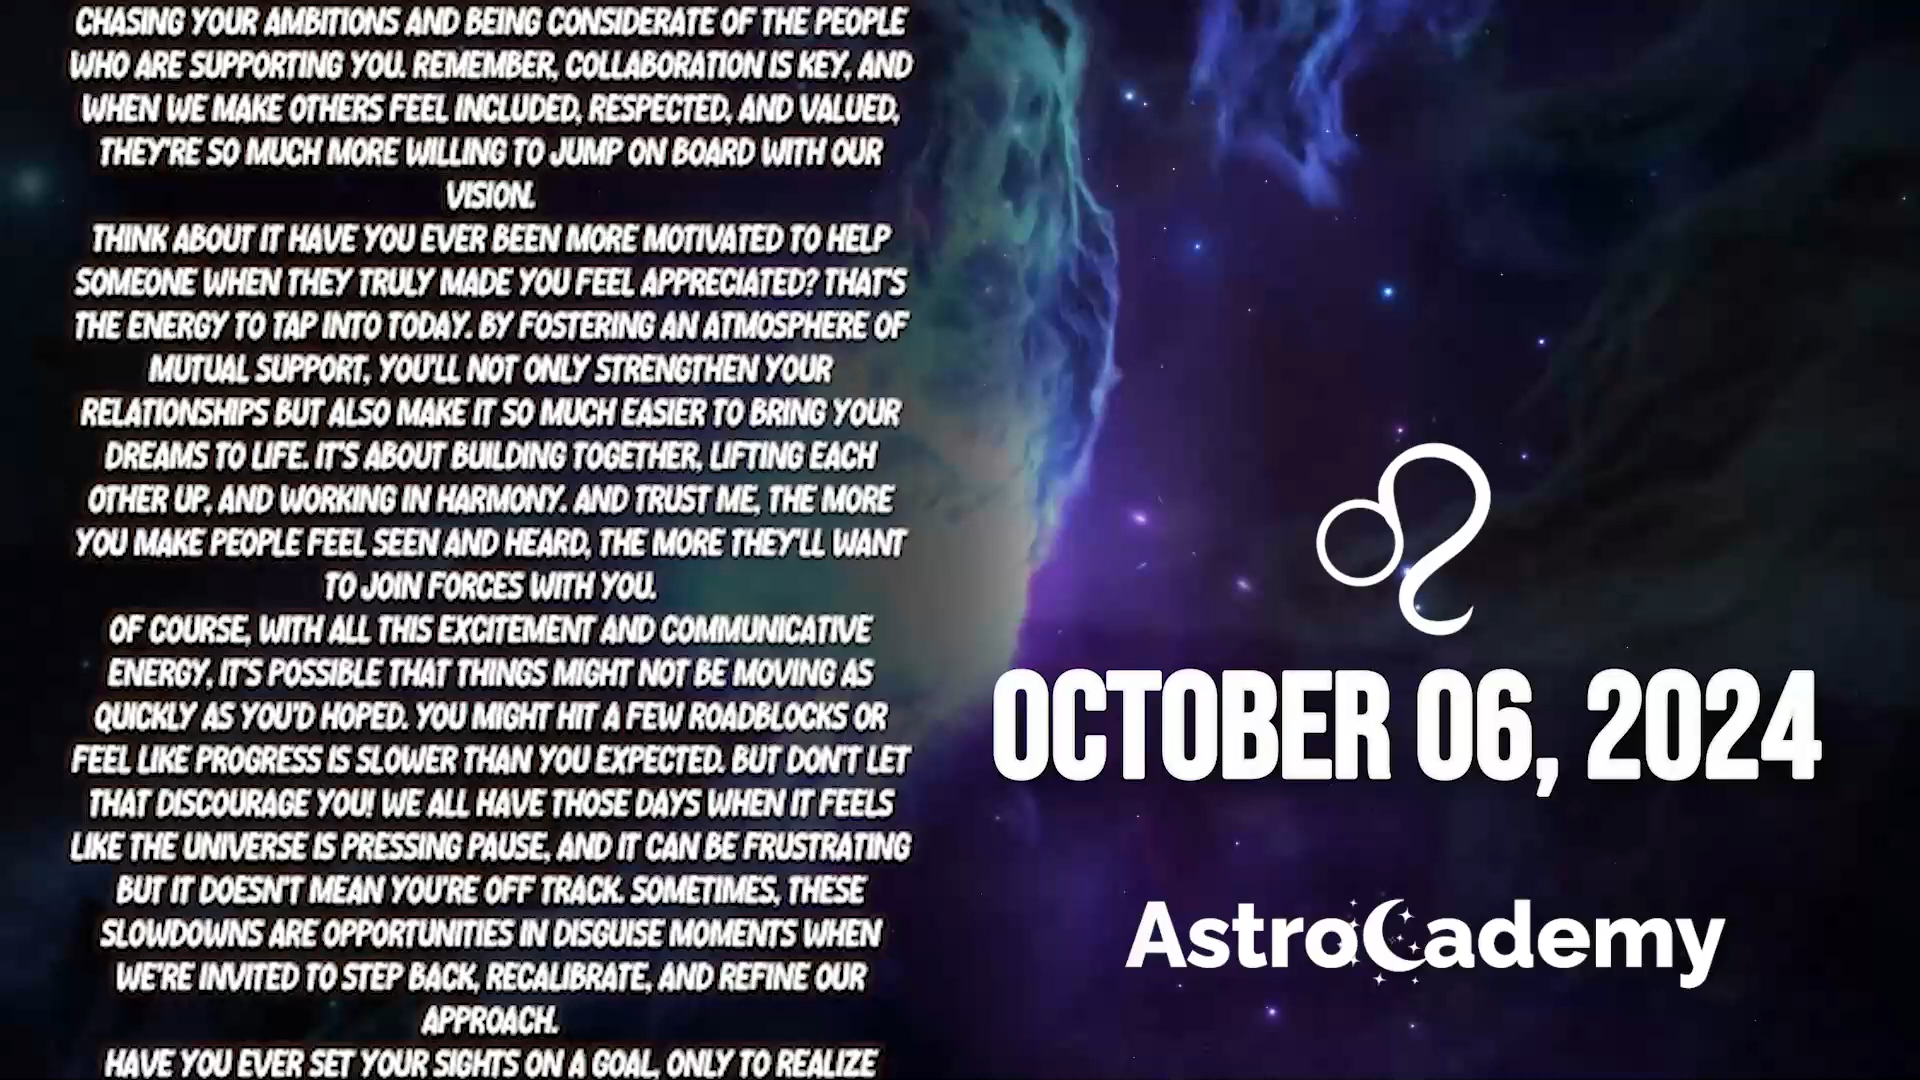 CHASING YOUR AMBITIONS AND BEING CONSIDERATE OF THE PEOPLE
WHO ARE SUPPORTING YOU. REMEMBER, COLLABORATION IS KEY, AND
WHEN WE MAKE OTHERS FEEL INCLUDED, RESPECTED, AND VALUED,
THEY'RE SO MUCH MORE WILLING TO JUMP ON BOARD WITH OUR
VISION.
THINK ABOUT IT HAVE YOU EVER BEEN MORE MOTIVATED TO HELP
SOMEONE WHEN THEY TRULY MADE YOU FEEL APPRECIATED? THAT'S
THE ENERGY TO TAP INTO TODAY. BY FOSTERING AN ATMOSPHERE OF
MUTUAL SUPPORT, YOU'LL NOT ONLY STRENGTHEN YOUR
RELATIONSHIPS BUT ALSO MAKE IT SO MUCH EASIER TO BRING YOUR
DREAMS TO LIFE. IT'S ABOUT BUILDING TOGETHER, LIFTING EACH
OTHER UP, AND WORKING IN HARMONY. AND TRUST ME, THE MORE
YOU MAKE PEOPLE FEEL SEEN AND HEARD, THE MORE THEY'LL WANT
TO JOIN FORCES WITH YOU.
OF COURSE, WITH ALL THIS EXCITEMENT AND COMMUNICATIVE
ENERGY, IT'S POSSIBLE THAT THINGS MIGHT NOT BE MOVING AS
QUICKLY AS YOU'D HOPED. YOU MIGHT HIT A FEW ROADBLOCKS OR
FEEL LIKE PROGRESS IS SLOWER THAN YOU EXPECTED. BUT DON'T LET
THAT DISCOURAGE YOU! WE ALL HAVE THOSE DAYS WHEN IT FEELS
LIKE THE UNIVERSE IS PRESSING PAUSE, AND IT CAN BE FRUSTRATING
BUT IT DOESN'T MEAN YOU'RE OFF TRACK. SOMETIMES, THESE
SLOWDOWNS ARE OPPORTUNITIES IN DISGUISE MOMENTS WHEN
WE'RE INVITED TO STEP BACK, RECALIBRATE, AND REFINE OUR
APPROACH.
HAVE YOU EVER SET YOUR SIGHTS ON A GOAL, ONLY TO REALIZE
OCTOBER 06, 2024
AstroCademy